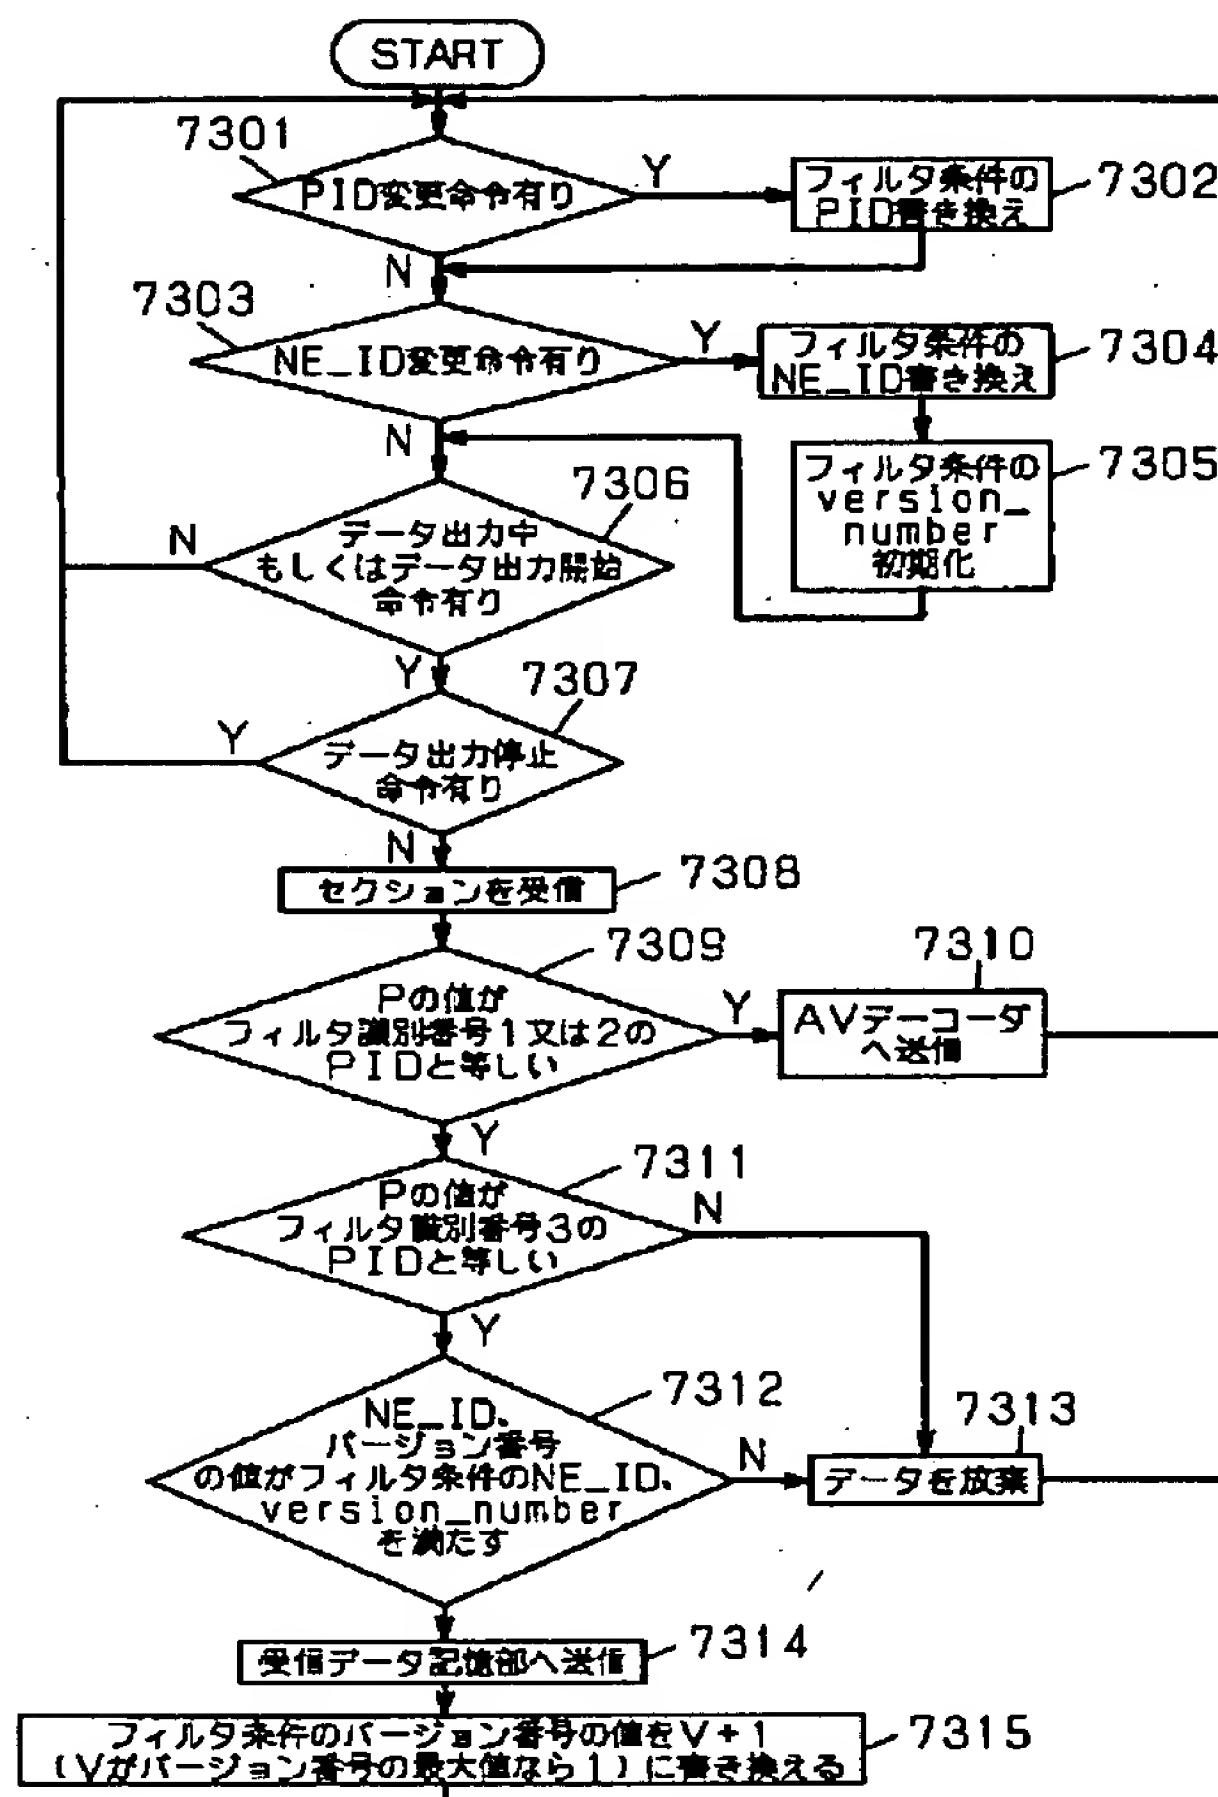 START
7301
PID変更命令有り
Y
フィルタ条件の
PID書き換え
7302
N
7303
NE_ID変更命令有り
Y
フィルタ条件の
NE_ID書き換え
7304
N
フィルタ条件の
version_
number
初期化
7305
7306
データ出力中
もしくはデータ出力開始
命令有り
N
Y
7307
データ出力停止
命令有り
Y
N
セクションを受信
7308
7309
Pの値が
フィルタ識別番号1又は2の
PIDと等しい
Y
7310
AVデーコーダ
へ送信
Y
7311
Pの値が
フィルタ識別番号3の
PIDと等しい
N
Y
7312
NE_ID、
バージョン番号
の値がフィルタ条件のNE_ID、
version_number
を満たす
N
7313
データを放棄
受信データ記憶部へ送信
7314
フィルタ条件のバージョン番号の値をV+1
(Vがバージョン番号の最大値なら1)に書き換える
7315